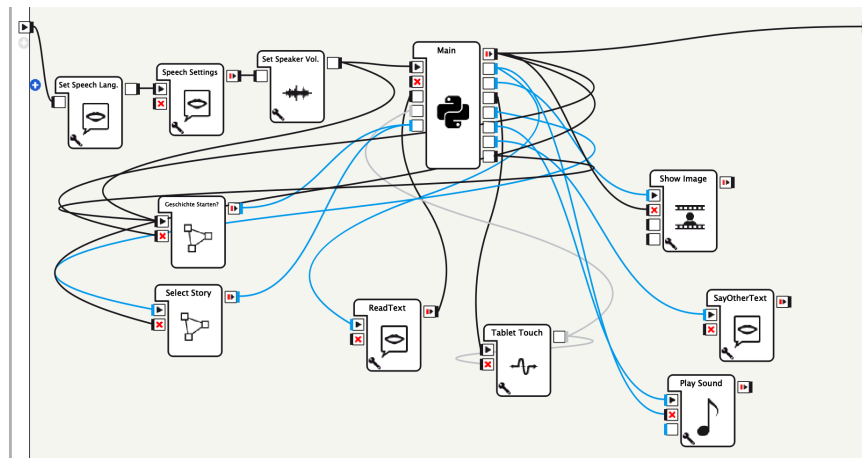 Main
Set Speech Lang.
Speech Settings
Set Speaker Vol.
Show Image
Geschichte Starten?
Select Story
ReadText
Tablet Touch
SayOtherText
Play Sound